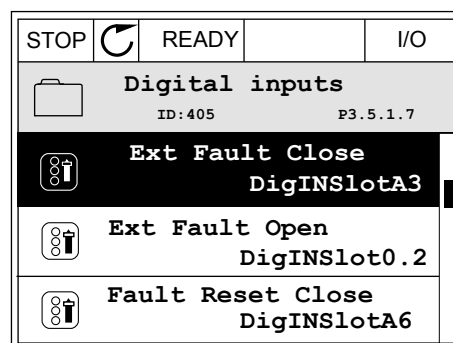 STOP READY I/O
Digital inputs
ID:405 P3.5.1.7
Ext Fault Close
DigINSlotA3
Ext Fault Open
DigINSlot0.2
Fault Reset Close
DigINSlotA6